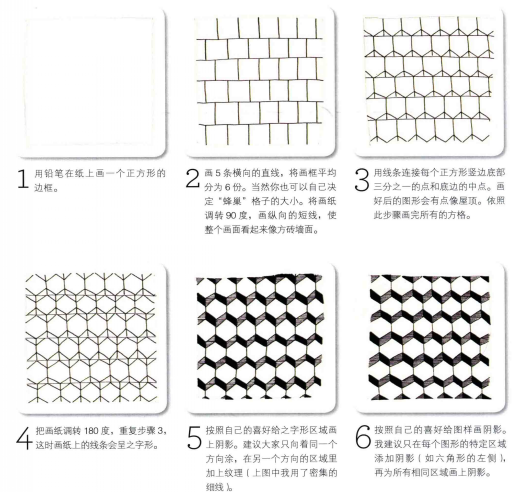 1 用铅笔在纸上画一个正方形的
边框。
2 画5条横向的直线，将画框平均
分为6份。当然你也可以自己决
定“蜂巢”格子的大小。将画纸
调转90度，画纵向的短线，使
整个画面看起来像方砖墙面。
3 用线条连接每个正方形竖边底部
三分之一的点和底边的中点。画
好后的图形会有点像屋顶。依照
此步骤画完所有的方格。
4 把画纸调转180度，重复步骤3，
这时画纸上的线条会呈之字形。
5 按照自己的喜好给之字形区域画
上阴影。建议大家只向着同一个
方向涂，在另一个方向的区域里
加上纹理（上图中我用了密集的
细线）。
6 按照自己的喜好给图样画阴影。
我建议只在每个图形的特定区域
添加阴影（如六角形的左侧），
再为所有相同区域画上阴影。